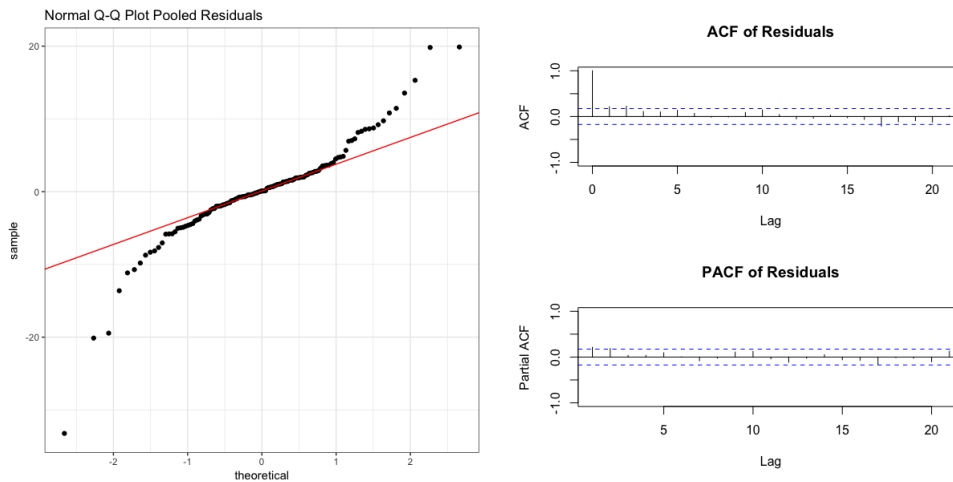 Normal Q-Q Plot Pooled Residuals
20
0
-20
sample
-2
-1
0
1
2
theoretical
ACF of Residuals
1.0
0.0
-1.0
ACF
0
5
10
15
20
Lag
PACF of Residuals
1.0
0.0
-1.0
Partial ACF
5
10
15
20
Lag